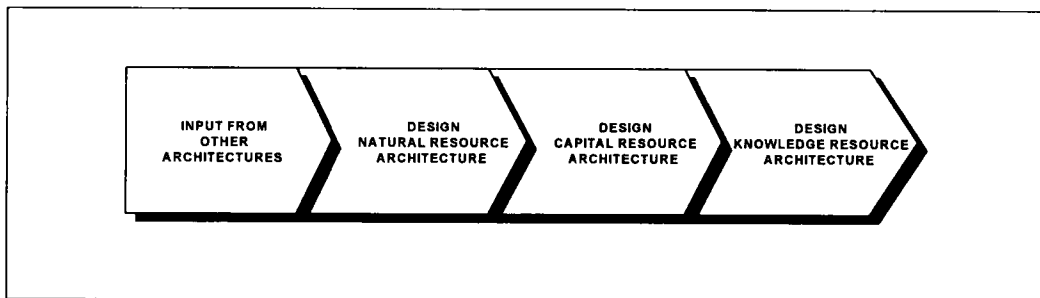 INPUT FROM
OTHER
ARCHITECTURES
DESIGN
NATURAL RESOURCE
ARCHITECTURE
DESIGN
CAPITAL RESOURCE
ARCHITECTURE
DESIGN
KNOWLEDGE RESOURCE
ARCHITECTURE